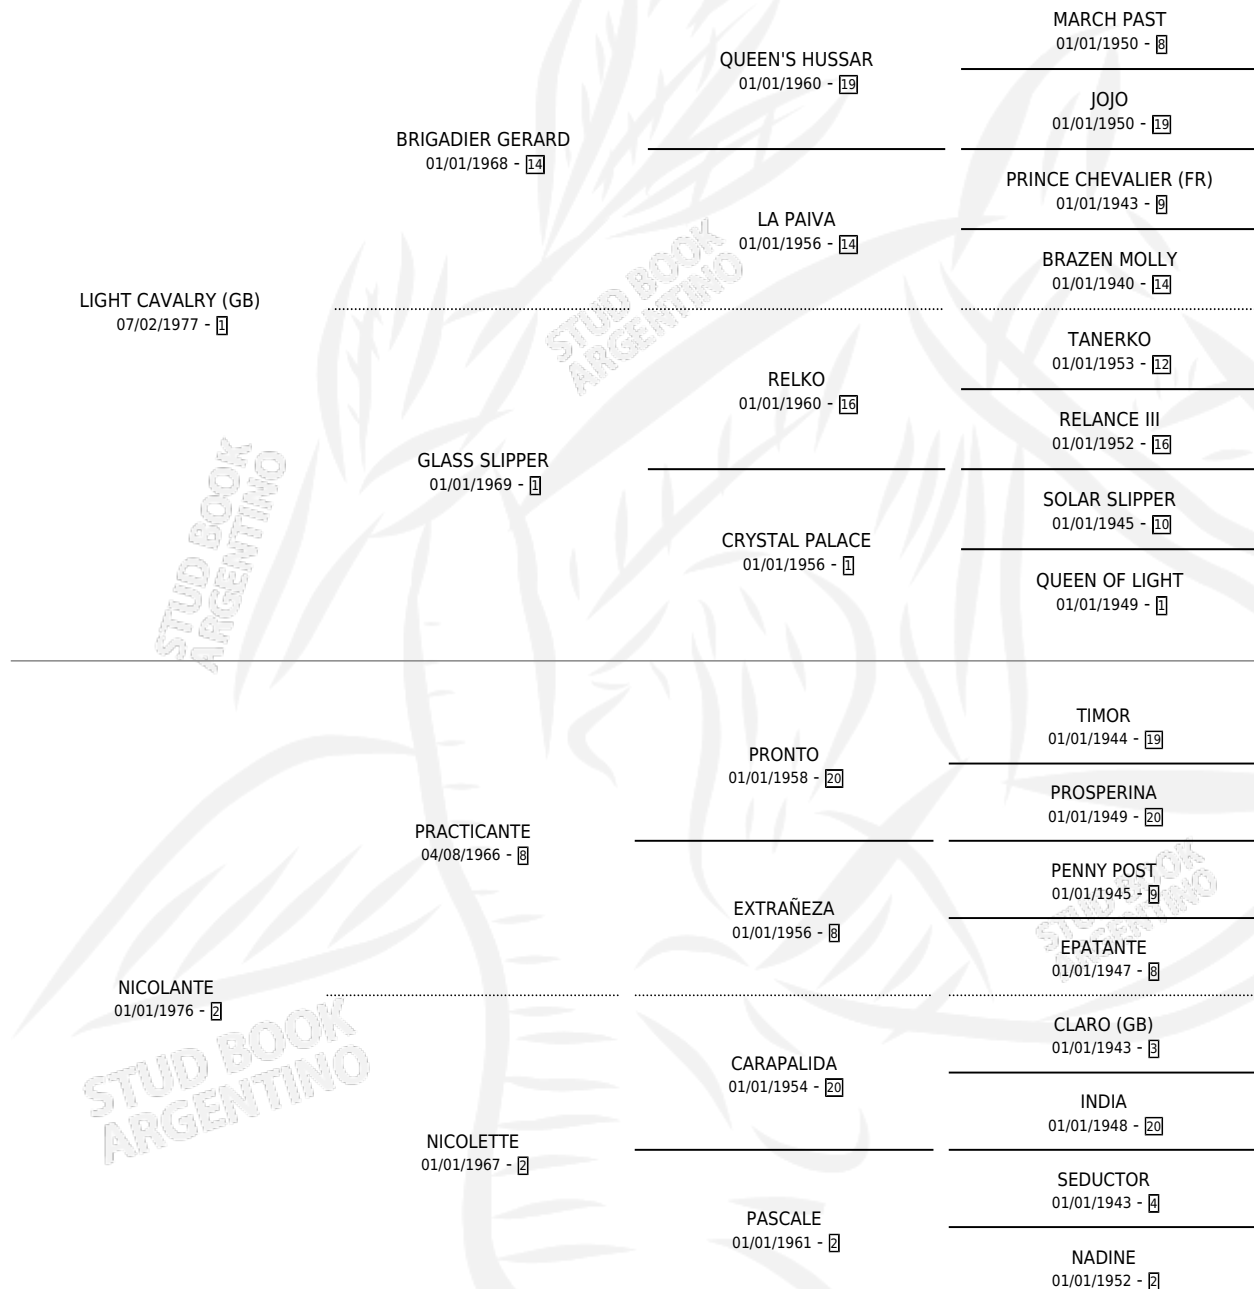 MARCH PAST
01/01/1950 - 8
QUEEN'S HUSSAR
01/01/1960 - 19
JOJO
01/01/1950 - 19
BRIGADIER GERARD
01/01/1968 - 14
PRINCE CHEVALIER (FR)
01/01/1943 - 9
LA PAIVA
01/01/1956 - 14
BRAZEN MOLLY
01/01/1940 - 14
LIGHT CAVALRY (GB)
07/02/1977 - 1
TANERKO
01/01/1953 - 12
RELKO
01/01/1960 - 16
RELANCE III
01/01/1952 - 16
GLASS SLIPPER
01/01/1969 - 1
SOLAR SLIPPER
01/01/1945 - 10
CRYSTAL PALACE
01/01/1956 - 1
QUEEN OF LIGHT
01/01/1949 - 1
TIMOR
01/01/1944 - 19
PRONTO
01/01/1958 - 20
PROSPERINA
01/01/1949 - 20
PRACTICANTE
04/08/1966 - 8
PENNY POST
01/01/1945 - 9
EXTRAÑEZA
01/01/1956 - 8
EPATANTE
01/01/1947 - 8
NICOLANTE
01/01/1976 - 2
CLARO (GB)
01/01/1943 - 3
CARAPALIDA
01/01/1954 - 20
INDIA
01/01/1948 - 20
NICOLETTE
01/01/1967 - 2
SEDUCTOR
01/01/1943 - 4
PASCALE
01/01/1961 - 2
NADINE
01/01/1952 - 2
STUD BOOK
ARGENTINO
STUD BOOK
ARGENTINO
STUD BOOK
ARGENTINO
STUD BOOK
ARGENTINO